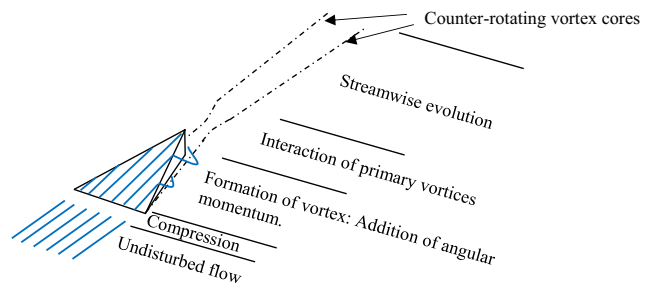 Counter-rotating vortex cores
Streamwise evolution
Interaction of primary vortices
Formation of vortex: Addition of angular
momentum.
Compression
Undisturbed flow